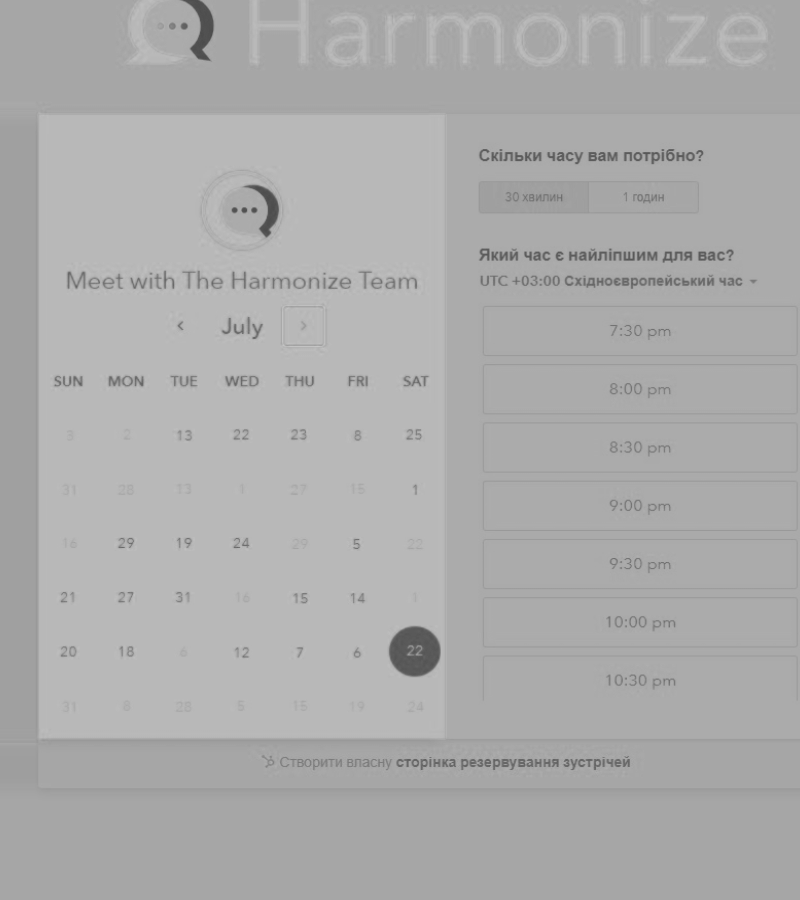 Harmonize
Meet with The Harmonize Team
July
SUN MON TUE WED THU FRI SAT
3 2 13 22 23 8 25
31 28 13 1 27 15 1
16 29 19 24 29 5 22
21 27 31 16 15 14 1
20 18 6 12 7 6 22
31 8 28 5 15 19 24
Скільки часу вам потрібно?
30 хвилин 1 годин
Який час є найліпшим для вас?
UTC +03:00 Східноєвропейський час
7:30 pm
8:00 pm
8:30 pm
9:00 pm
9:30 pm
10:00 pm
10:30 pm
Створити власну сторінка резервування зустрічей